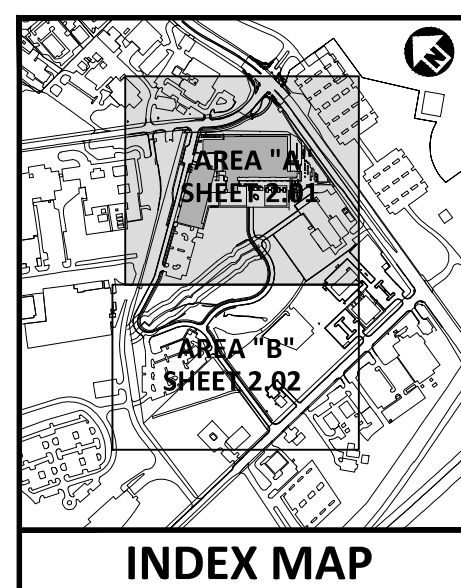 N
AREA "A"
SHEET 2.01
AREA "B"
SHEET 2.02
INDEX MAP